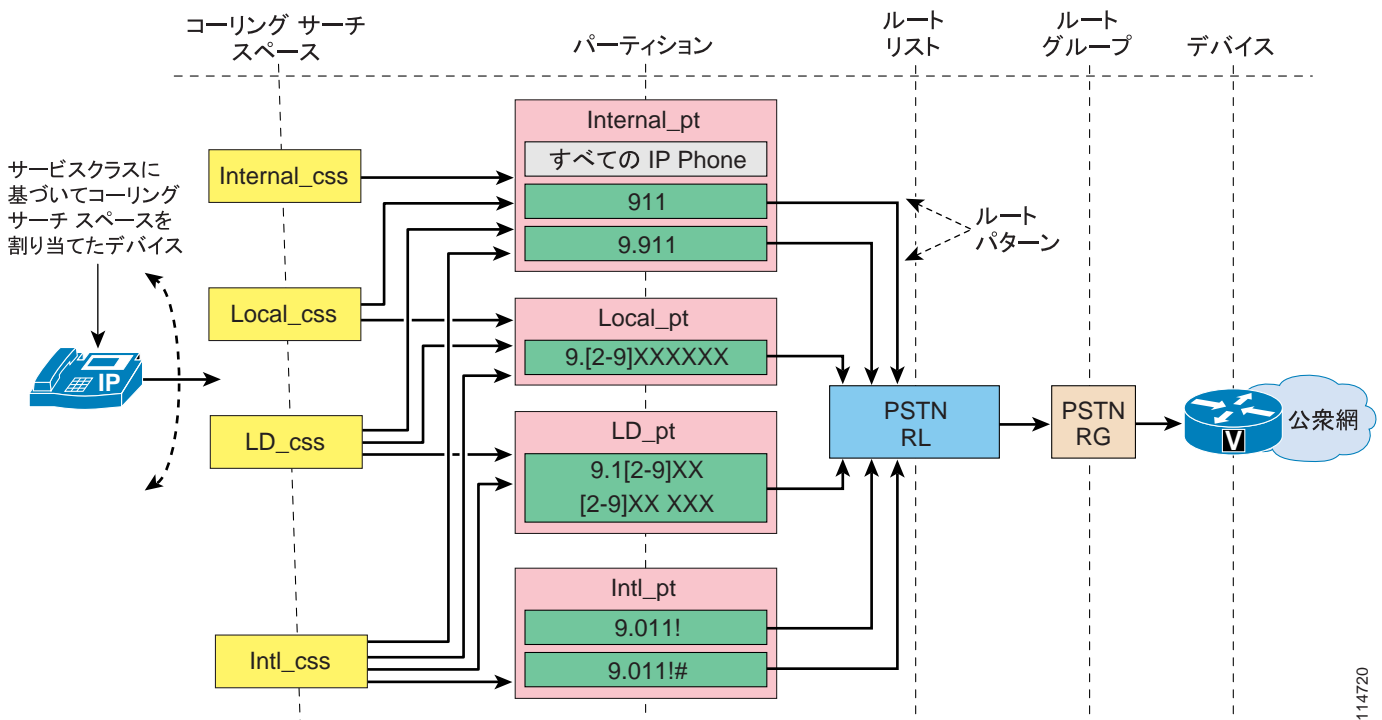 コーリング サーチ
スペース
パーティション
ルート
リスト
ルート
グループ
デバイス
サービスクラスに
基づいてコーリング
サーチ スペースを
割り当てたデバイス
IP
Internal_css
Local_css
LD_css
Intl_css
Internal_pt
すべての IP Phone
911
9.911
Local_pt
9.[2-9]XXXXXX
LD_pt
9.1[2-9]XX
[2-9]XX XXX
Intl_pt
9.011!
9.011!#
ルート
パターン
PSTN
RL
PSTN
RG
V
公衆網
114720